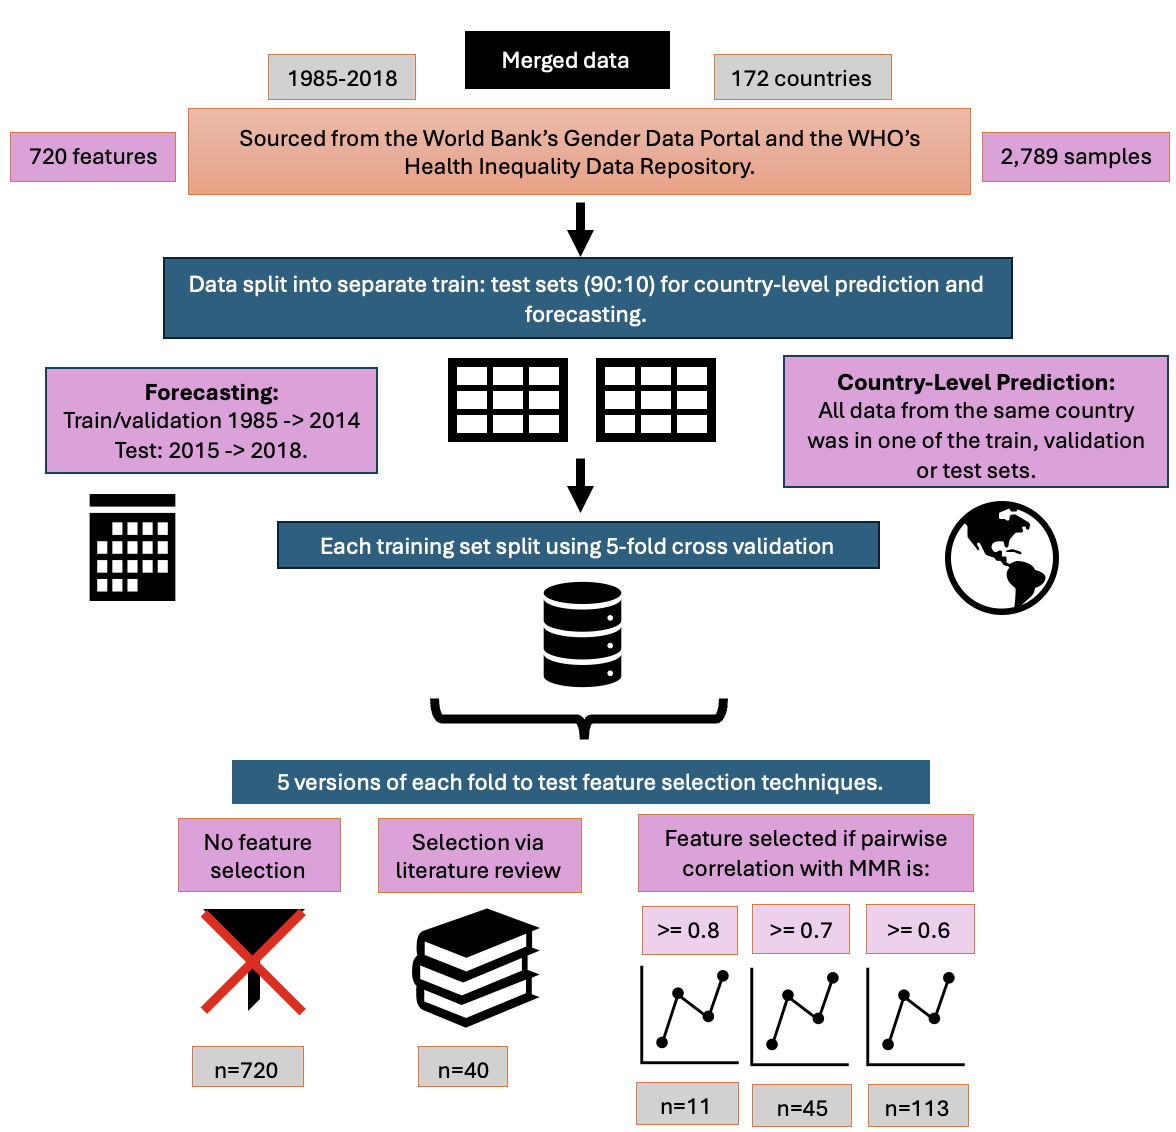 Merged data
1985-2018
172 countries
720 features
Sourced from the World Bank's Gender Data Portal and the WHO's
Health Inequality Data Repository.
2,789 samples
Data split into separate train: test sets (90:10) for country-level prediction and
forecasting.
Forecasting:
Train/validation 1985 -> 2014
Test: 2015 -> 2018.
Country-Level Prediction:
All data from the same country
was in one of the train, validation
or test sets.
Each training set split using 5-fold cross validation
5 versions of each fold to test feature selection techniques.
No feature
selection
Selection via
literature review
Feature selected if pairwise
correlation with MMR is:
>= 0.8
>= 0.7
>= 0.6
n=720
n=40
n=11
n=45
n=113